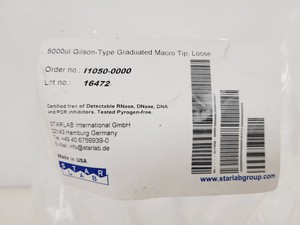 5000ul Gilson-Type Graduated Macro Tip, Loose
Order no.: I1050-0000
Lot no.: 16472
Certified free of Detectable RNase, DNase, DNA
and PCR inhibitors. Tested Pyrogen-free.
STARLAB International GmbH
22143 Hamburg Germany
Tel: +49 40 6759939-0
E-Mail: info@starlab.de
Made in USA
STAR
LAB
www.starlabgroup.com